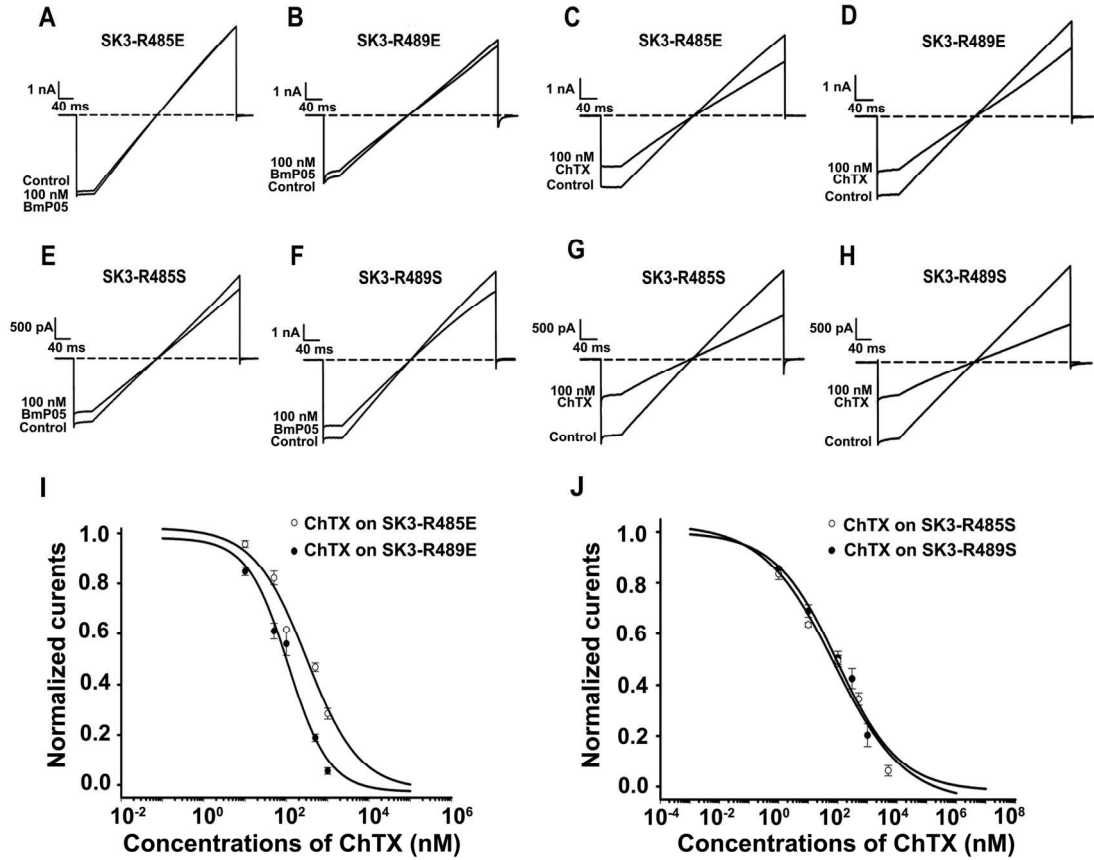 A
B
C
D
SK3-R485E
SK3-R489E
SK3-R485E
SK3-R489E
1 nA
40 ms
1 nA
40 ms
1 nA
40 ms
1 nA
40 ms
Control
100 nM
BmP05
100 nM
BmP05
Control
100 nM
ChTX
Control
100 nM
ChTX
Control
E
F
G
H
SK3-R485S
SK3-R489S
SK3-R485S
SK3-R489S
500 pA
40 ms
1 nA
40 ms
500 pA
40 ms
500 pA
40 ms
100 nM
BmP05
Control
100 nM
BmP05
Control
100 nM
ChTX
Control
100 nM
ChTX
Control
I
ChTX on SK3-R485E
ChTX on SK3-R489E
Normalized curents
1.0
0.8
0.6
0.4
0.2
0.0
10-2 100 102 104 106
Concentrations of ChTX (nM)
J
ChTX on SK3-R485S
ChTX on SK3-R489S
Normalized curents
1.0
0.8
0.6
0.4
0.2
0.0
10-4 10-2 100 102 104 106 108
Concentrations of ChTX (nM)